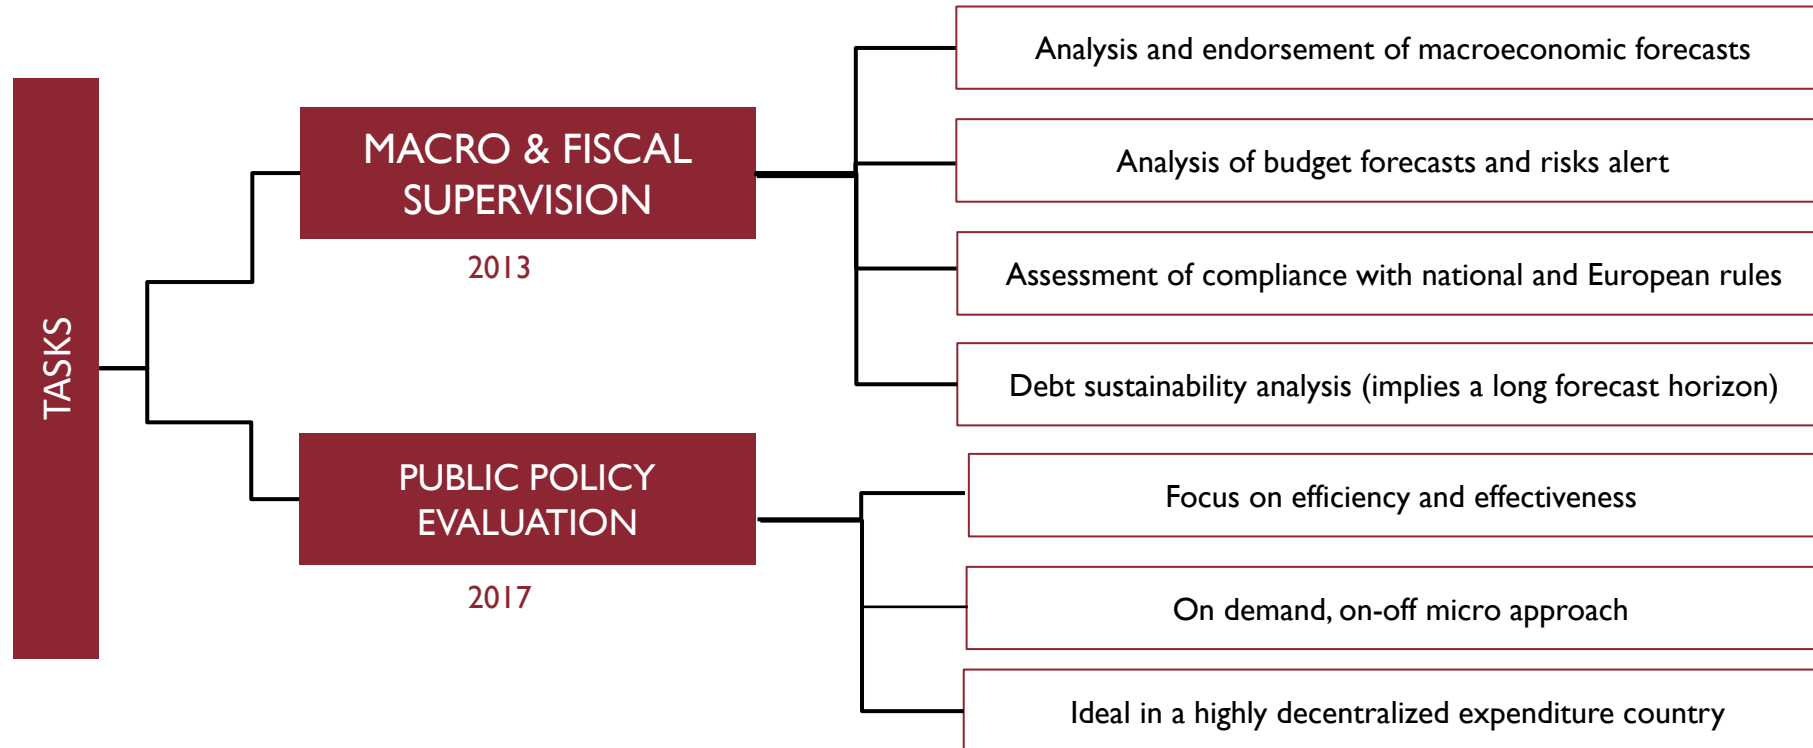 TASKS
MACRO & FISCAL
SUPERVISION
2013
Analysis and endorsement of macroeconomic forecasts
Analysis of budget forecasts and risks alert
Assessment of compliance with national and European rules
Debt sustainability analysis (implies a long forecast horizon)
PUBLIC POLICY
EVALUATION
2017
Focus on efficiency and effectiveness
On demand, on-off micro approach
Ideal in a highly decentralized expenditure country